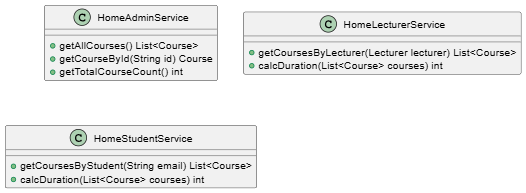 C HomeAdminService
getAllCourses() List<Course>
getCourseById(String id) Course
getTotalCourseCount() int
C HomeLecturerService
getCoursesByLecturer(Lecturer lecturer) List<Course>
calcDuration(List<Course> courses) int
C HomeStudentService
getCoursesByStudent(String email) List<Course>
calcDuration(List<Course> courses) int